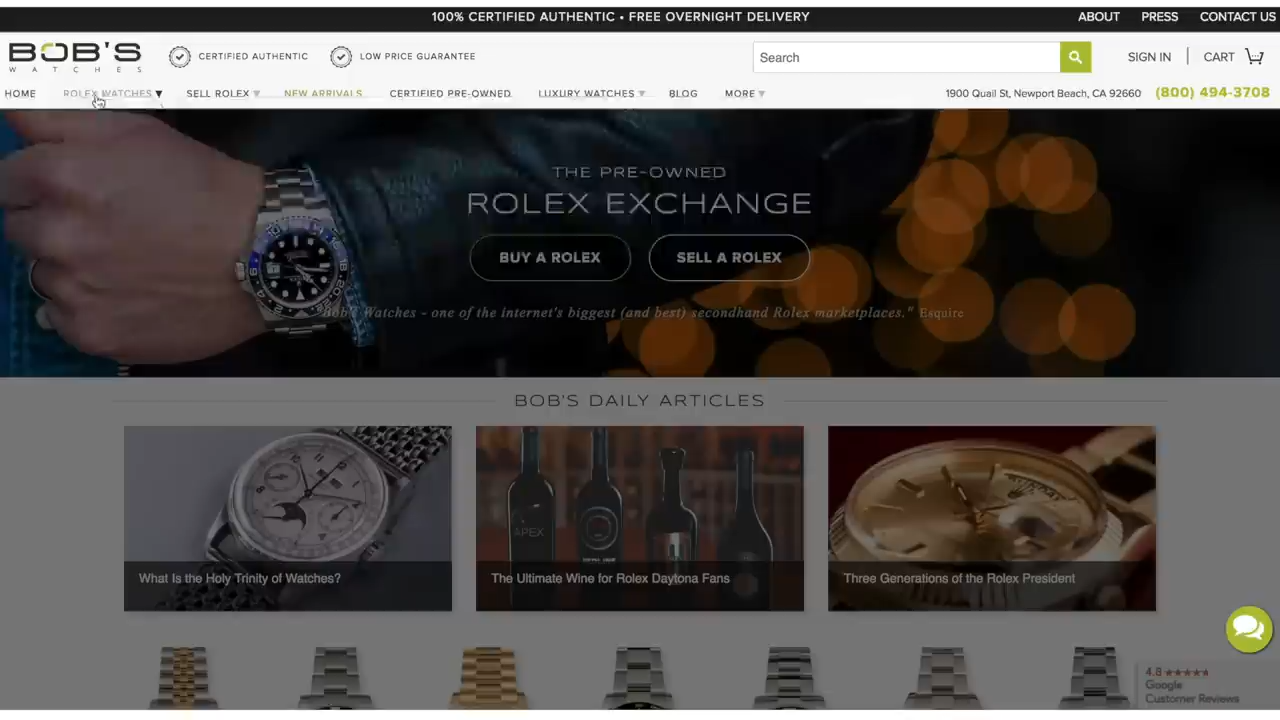 100% CERTIFIED AUTHENTIC • FREE OVERNIGHT DELIVERY
ABOUT PRESS CONTACT US
BOB'S
WATCHES
CERTIFIED AUTHENTIC
LOW PRICE GUARANTEE
Search
SIGN IN
CART
HOME ROLEX WATCHES ▼ SELL ROLEX ▼ NEW ARRIVALS CERTIFIED PRE-OWNED LUXURY WATCHES ▼ BLOG MORE ▼
1900 Quail St, Newport Beach, CA 92660 (800) 494-3708
THE PRE-OWNED
ROLEX EXCHANGE
BUY A ROLEX
SELL A ROLEX
"Bob's Watches - one of the internet's biggest (and best) secondhand Rolex marketplaces." Esquire
BOB'S DAILY ARTICLES
APEX
What Is the Holy Trinity of Watches?
The Ultimate Wine for Rolex Daytona Fans
Three Generations of the Rolex President
4.8 ★★★★★
Google
Customer Reviews